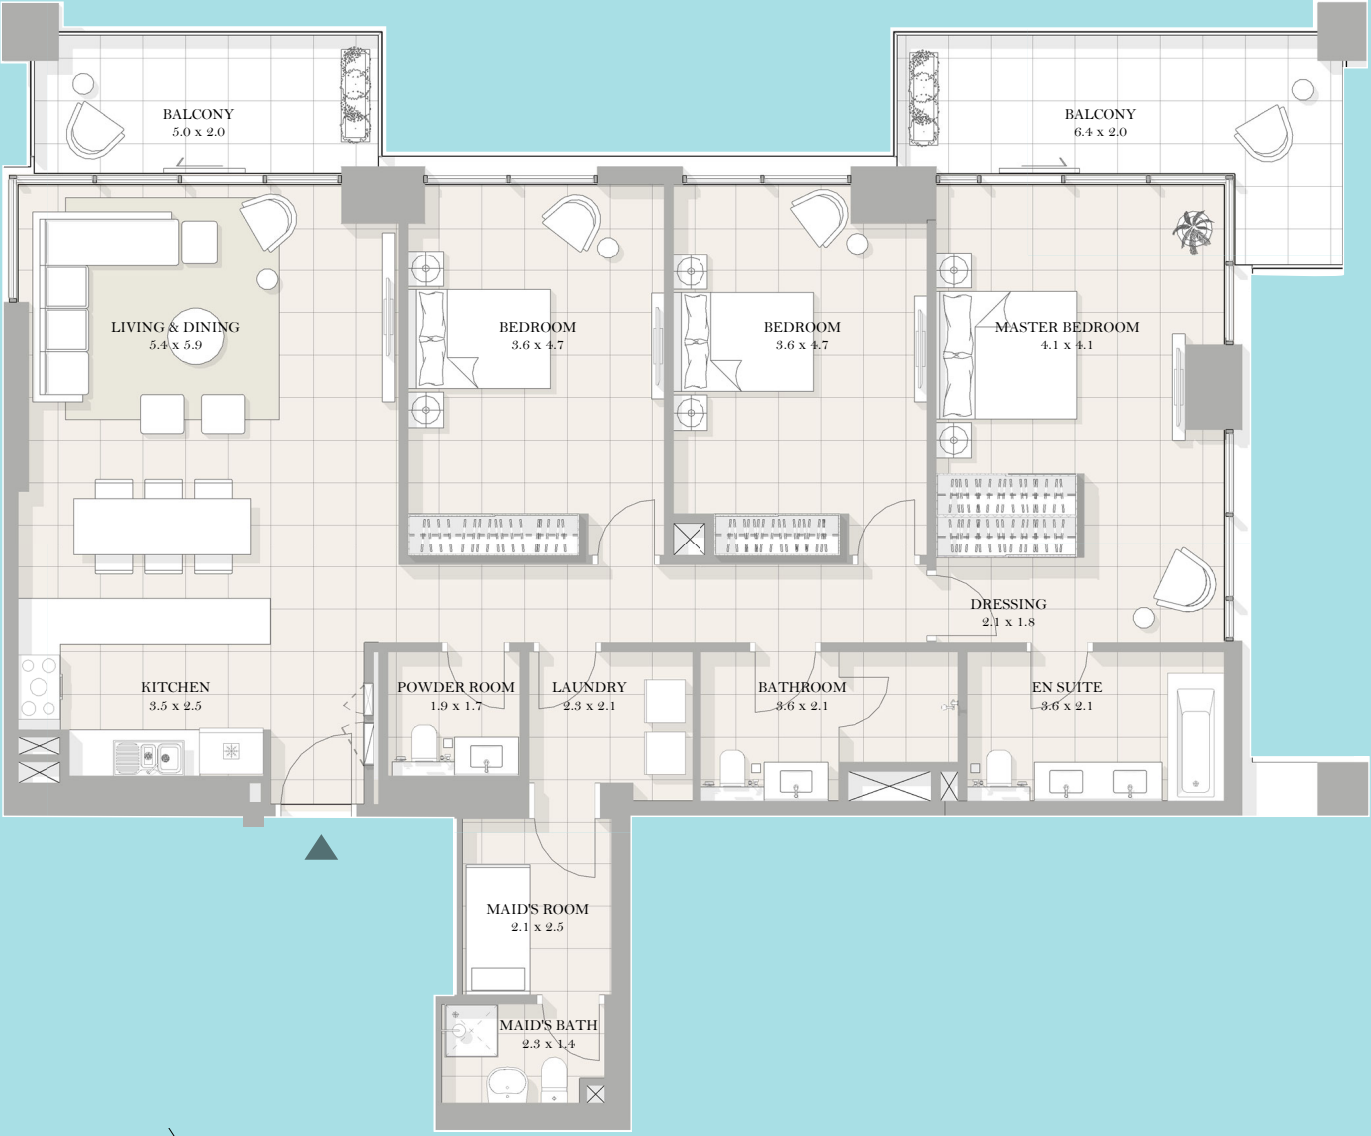 BALCONY
5.0 x 2.0
BALCONY
6.4 x 2.0
LIVING & DINING
5.4 x 5.9
BEDROOM
3.6 x 4.7
BEDROOM
3.6 x 4.7
MASTER BEDROOM
4.1 x 4.1
DRESSING
2.1 x 1.8
KITCHEN
3.5 x 2.5
POWDER ROOM
1.9 x 1.7
LAUNDRY
2.3 x 2.1
BATHROOM
3.6 x 2.1
EN SUITE
3.6 x 2.1
MAID'S ROOM
2.1 x 2.5
MAID'S BATH
2.3 x 1.4